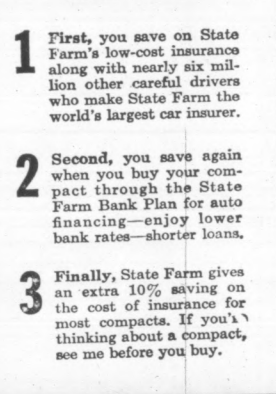 1
First, you save on State
Farm's low-cost insurance
along with nearly six mil-
lion other careful drivers
who make State Farm the
world's largest car insurer.
2
Second, you save again
when you buy your com-
pact through the State
Farm Bank Plan for auto
financing—enjoy lower
bank rates—shorter loans.
3
Finally, State Farm gives
an extra 10% saving on
the cost of insurance for
most compacts. If
thinking about a compact,
see me before you buy.